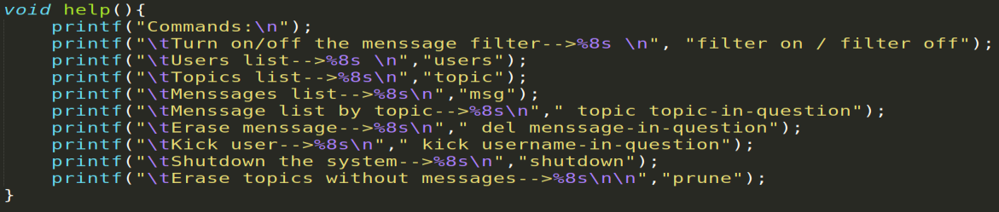 void help(){
    printf("Commands:\n");
    printf("\tTurn on/off the menssage filter-->%8s \n", "filter on / filter off");
    printf("\tUsers list-->%8s \n","users");
    printf("\tTopics list-->%8s\n","topic");
    printf("\tMenssages list-->%8s\n","msg");
    printf("\tMenssage list by topic-->%8s\n"," topic topic-in-question");
    printf("\tErase menssage-->%8s\n"," del menssage-in-question");
    printf("\tKick user-->%8s\n"," kick username-in-question");
    printf("\tShutdown the system-->%8s\n","shutdown");
    printf("\tErase topics without messages-->%8s\n\n","prune");
}